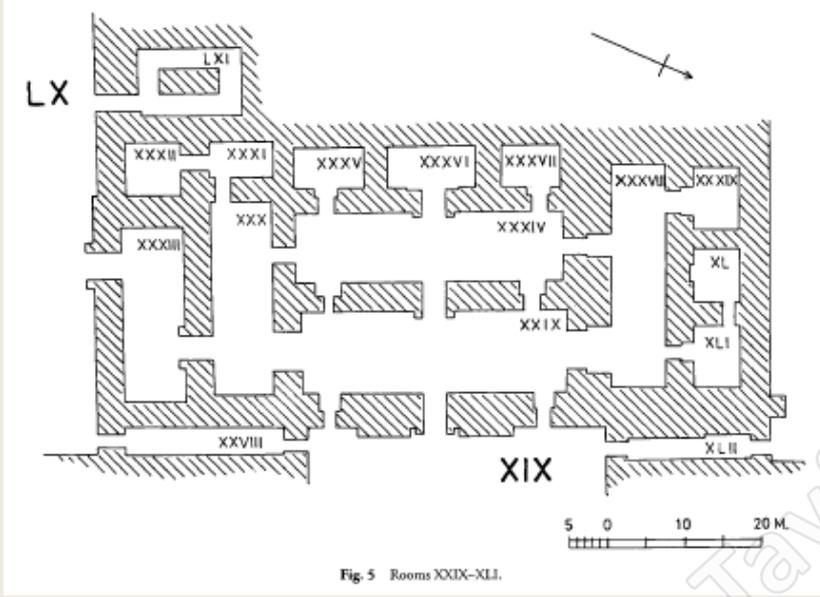 LXI
LX
XXXII
XXXI
XXXV
XXXVI
XXXVII
XXXVIII
XXXIX
XXX
XXXIV
XXXIII
XL
XXIX
XLI
XXVIII
XLII
XIX
5 0 10 20 M.
Fig. 5 Rooms XXIX–XLI.